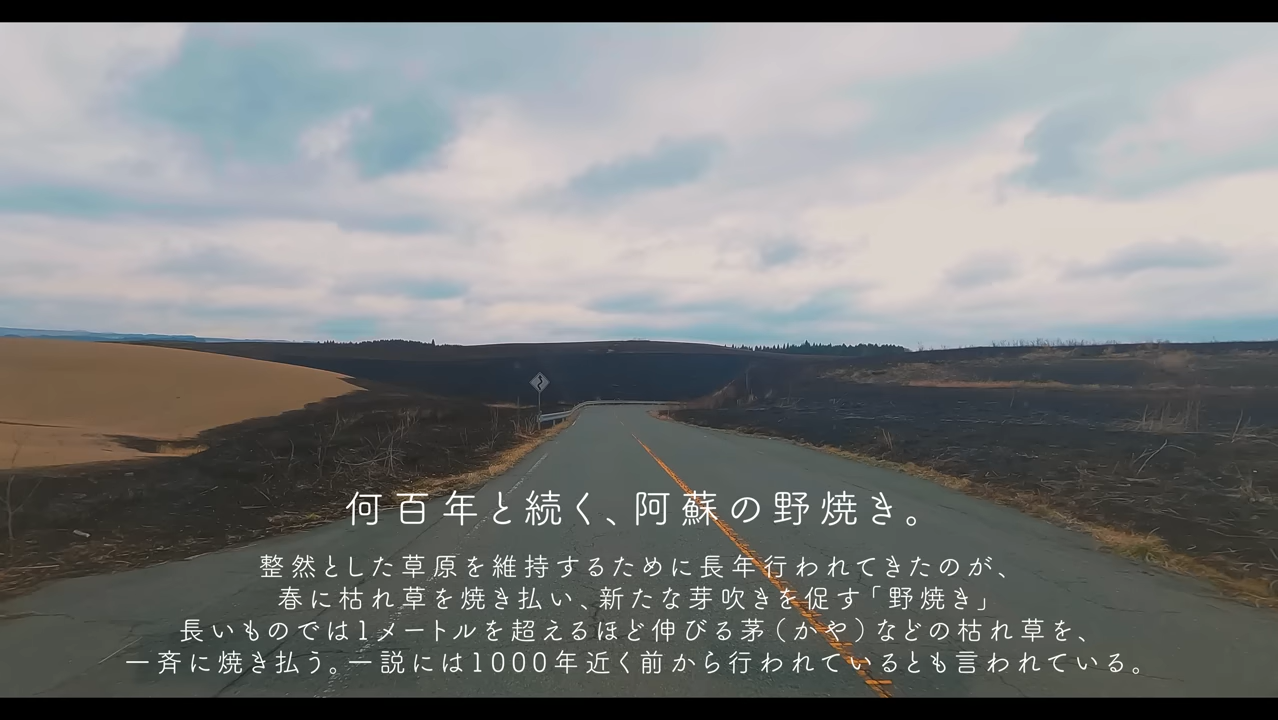 何百年と続く、阿蘇の野焼き。
整然とした草原を維持するために長年行われてきたのが、
春に枯れ草を焼き払い、新たな芽吹きを促す「野焼き」
長いものでは1メートルを超えるほど伸びる茅（かや）などの枯れ草を、
一斉に焼き払う。一説には1000年近く前から行われているとも言われている。